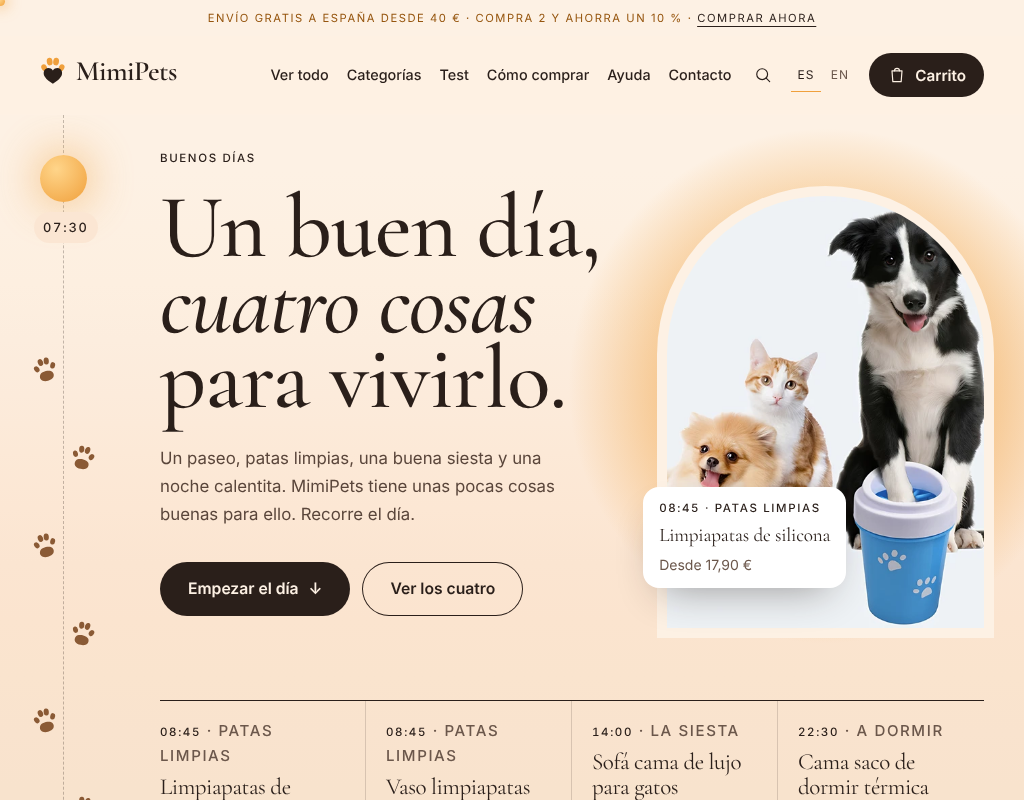 ENVÍO GRATIS A ESPAÑA DESDE 40 € · COMPRA 2 Y AHORRA UN 10 % · COMPRAR AHORA
MimiPets
Ver todo Categorías Test Cómo comprar Ayuda Contacto ES EN Carrito
07:30
BUENOS DÍAS
Un buen día,
cuatro cosas
para vivirlo.
Un paseo, patas limpias, una buena siesta y una
noche calentita. MimiPets tiene unas pocas cosas
buenas para ello. Recorre el día.
Empezar el día ↓ Ver los cuatro
08:45 · PATAS LIMPIAS
Limpiapatas de silicona
Desde 17,90 €
08:45 · PATAS
LIMPIAS
Limpiapatas de
08:45 · PATAS
LIMPIAS
Vaso limpiapatas
14:00 · LA SIESTA
Sofá cama de lujo
para gatos
22:30 · A DORMIR
Cama saco de
dormir térmica